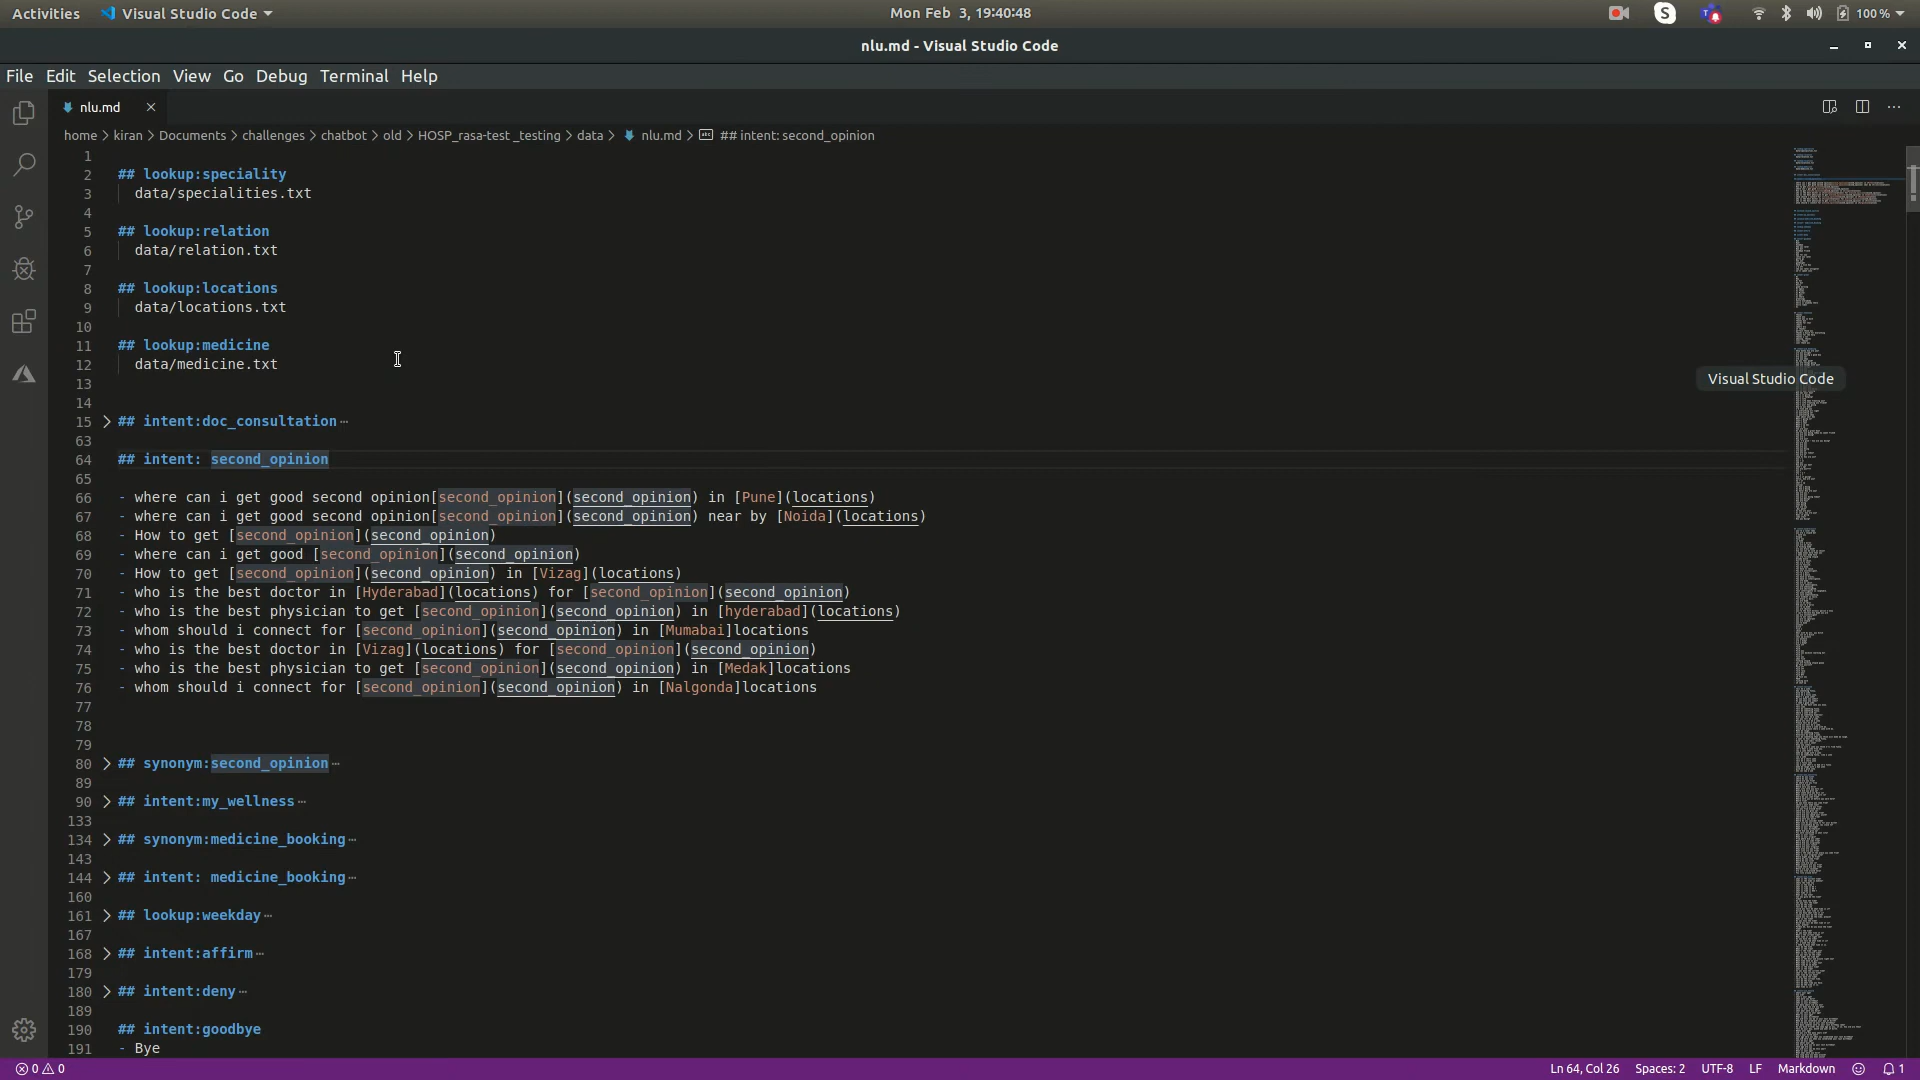 Activities Visual Studio Code Mon Feb 3, 19:40:48 100 %
nlu.md - Visual Studio Code
File Edit Selection View Go Debug Terminal Help
nlu.md
home > kiran > Documents > challenges > chatbot > old > HOSP_rasa-test _testing > data > nlu.md > ## intent: second_opinion
1
2 ## lookup:speciality
3 data/specialities.txt
4
5 ## lookup:relation
6 data/relation.txt
7
8 ## lookup:locations
9 data/locations.txt
10
11 ## lookup:medicine
12 data/medicine.txt
13
Visual Studio Code
14
15 ## intent:doc_consultation
63
64 ## intent: second_opinion
65
66 - where can i get good second opinion[second_opinion](second_opinion) in [Pune](locations)
67 - where can i get good second opinion[second_opinion](second_opinion) near by [Noida](locations)
68 - How to get [second_opinion](second_opinion)
69 - where can i get good [second_opinion](second_opinion)
70 - How to get [second_opinion](second_opinion) in [Vizag](locations)
71 - who is the best doctor in [Hyderabad](locations) for [second_opinion](second_opinion)
72 - who is the best physician to get [second_opinion](second_opinion) in [hyderabad](locations)
73 - whom should i connect for [second_opinion](second_opinion) in [Mumabai]locations
74 - who is the best doctor in [Vizag](locations) for [second_opinion](second_opinion)
75 - who is the best physician to get [second_opinion](second_opinion) in [Medak]locations
76 - whom should i connect for [second_opinion](second_opinion) in [Nalgonda]locations
77
78
79
80 ## synonym:second_opinion
89
90 ## intent:my_wellness
133
134 ## synonym:medicine_booking
143
144 ## intent: medicine_booking
160
161 ## lookup:weekday
167
168 ## intent:affirm
179
180 ## intent:deny
189
190 ## intent:goodbye
191 - Bye
0 0 Ln 64, Col 26 Spaces: 2 UTF-8 LF Markdown 1